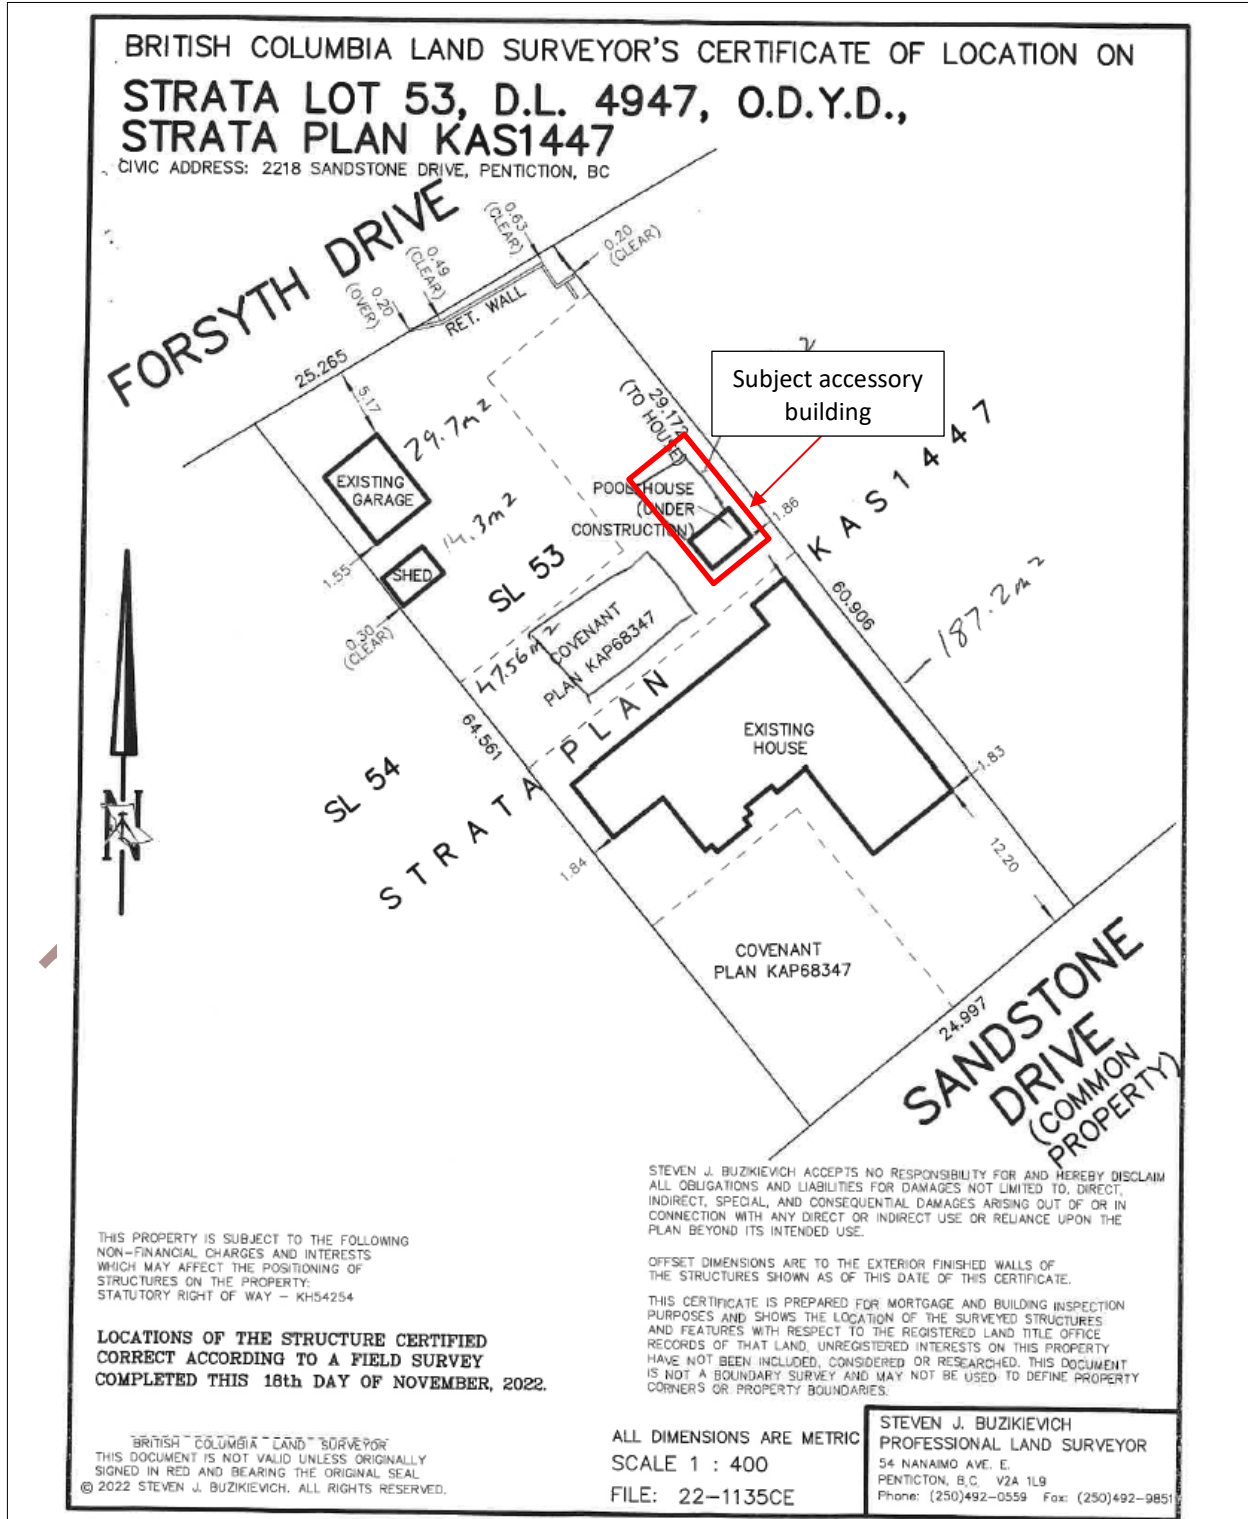 BRITISH COLUMBIA LAND SURVEYOR'S CERTIFICATE OF LOCATION ON
STRATA LOT 53, D.L. 4947, O.D.Y.D.,
STRATA PLAN KAS1447
CIVIC ADDRESS: 2218 SANDSTONE DRIVE, PENTICTION, BC
FORSYTH DRIVE
0.20
(OVER)
0.49
(CLEAR)
0.63
(CLEAR)
0.20
(CLEAR)
RET. WALL
25.265
5.17
29.7m²
EXISTING
GARAGE
14.3m²
SHED
1.55
0.30
(CLEAR)
SL 53
29.172
(TO HOUSE)
Subject accessory
building
POOL HOUSE
(UNDER
CONSTRUCTION)
1.86
KAS1447
60.906
187.2m²
COVENANT
PLAN KAP68347
47.56m²
64.561
SL 54
STRATA PLAN
EXISTING
HOUSE
1.83
1.84
12.20
COVENANT
PLAN KAP68347
24.997
SANDSTONE
DRIVE
(COMMON
PROPERTY)
N
STEVEN J. BUZIKIEVICH ACCEPTS NO RESPONSIBILITY FOR AND HEREBY DISCLAIM
ALL OBLIGATIONS AND LIABILITIES FOR DAMAGES NOT LIMITED TO, DIRECT,
INDIRECT, SPECIAL, AND CONSEQUENTIAL DAMAGES ARISING OUT OF OR IN
CONNECTION WITH ANY DIRECT OR INDIRECT USE OR RELIANCE UPON THE
PLAN BEYOND ITS INTENDED USE.
OFFSET DIMENSIONS ARE TO THE EXTERIOR FINISHED WALLS OF
THE STRUCTURES SHOWN AS OF THIS DATE OF THIS CERTIFICATE.
THIS CERTIFICATE IS PREPARED FOR MORTGAGE AND BUILDING INSPECTION
PURPOSES AND SHOWS THE LOCATION OF THE SURVEYED STRUCTURES
AND FEATURES WITH RESPECT TO THE REGISTERED LAND TITLE OFFICE
RECORDS OF THAT LAND, UNREGISTERED INTERESTS ON THIS PROPERTY
HAVE NOT BEEN INCLUDED, CONSIDERED OR RESEARCHED. THIS DOCUMENT
IS NOT A BOUNDARY SURVEY AND MAY NOT BE USED TO DEFINE PROPERTY
CORNERS OR PROPERTY BOUNDARIES.
THIS PROPERTY IS SUBJECT TO THE FOLLOWING
NON-FINANCIAL CHARGES AND INTERESTS
WHICH MAY AFFECT THE POSITIONING OF
STRUCTURES ON THE PROPERTY:
STATUTORY RIGHT OF WAY - KH54254
LOCATIONS OF THE STRUCTURE CERTIFIED
CORRECT ACCORDING TO A FIELD SURVEY
COMPLETED THIS 18th DAY OF NOVEMBER, 2022.
BRITISH COLUMBIA LAND SURVEYOR
THIS DOCUMENT IS NOT VALID UNLESS ORIGINALLY
SIGNED IN RED AND BEARING THE ORIGINAL SEAL
© 2022 STEVEN J. BUZIKIEVICH. ALL RIGHTS RESERVED.
ALL DIMENSIONS ARE METRIC
SCALE 1 : 400
FILE: 22-1135CE
STEVEN J. BUZIKIEVICH
PROFESSIONAL LAND SURVEYOR
54 NANAIMO AVE. E.
PENTICTON, B.C. V2A 1L9
Phone: (250)492-0559 Fax: (250)492-9851